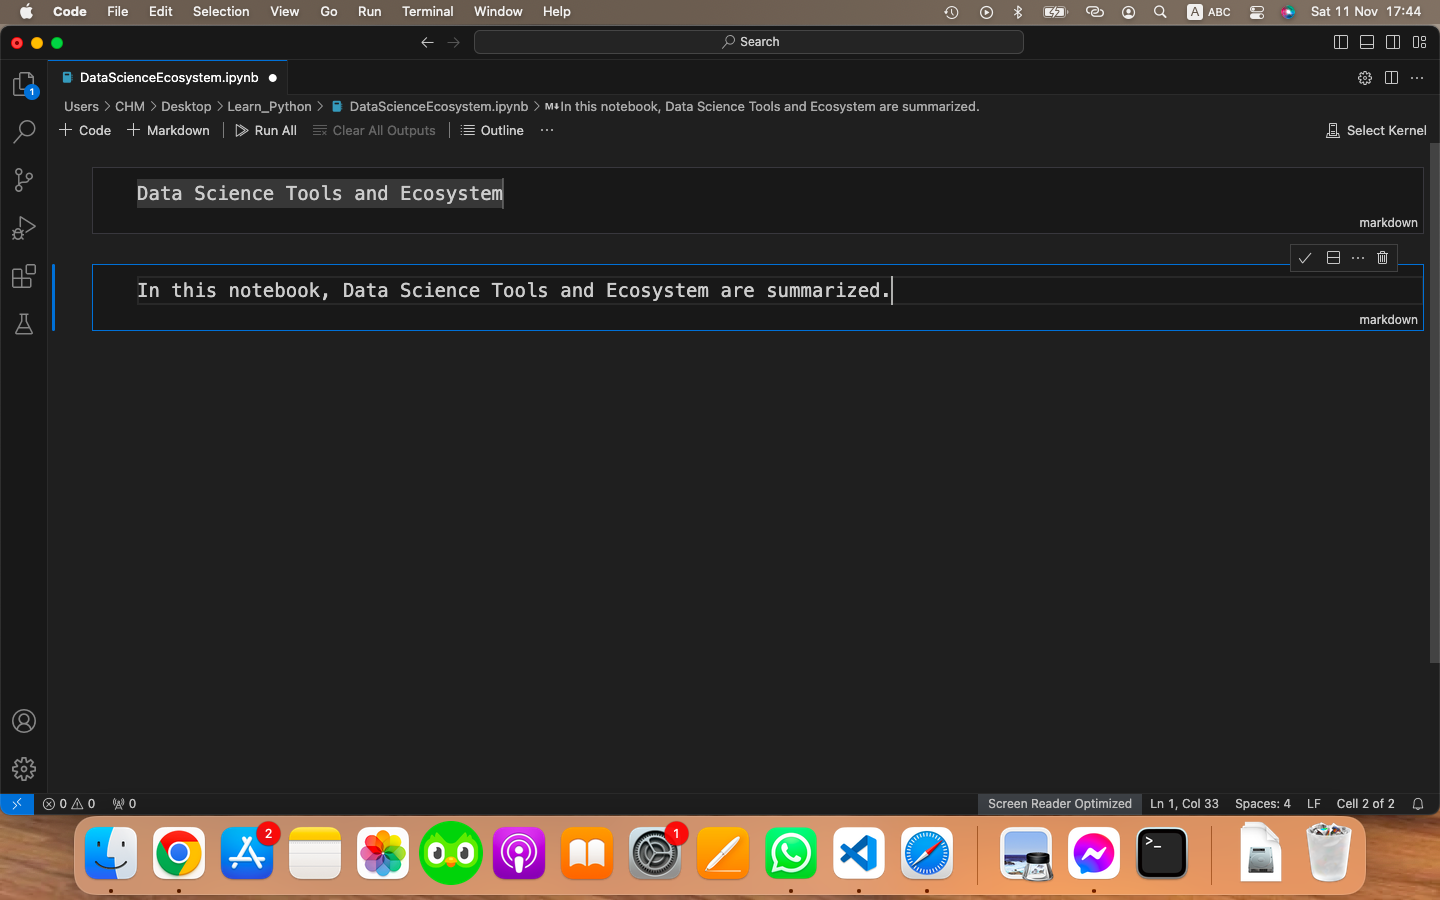 Code File Edit Selection View Go Run Terminal Window Help A ABC Sat 11 Nov 17:44
Search
DataScienceEcosystem.ipynb
1
Users > CHM > Desktop > Learn_Python > DataScienceEcosystem.ipynb > M↓In this notebook, Data Science Tools and Ecosystem are summarized.
+ Code + Markdown Run All Clear All Outputs Outline ... Select Kernel
Data Science Tools and Ecosystem
markdown
In this notebook, Data Science Tools and Ecosystem are summarized.
markdown
0 0 0 Screen Reader Optimized Ln 1, Col 33 Spaces: 4 LF Cell 2 of 2
2 1
>_